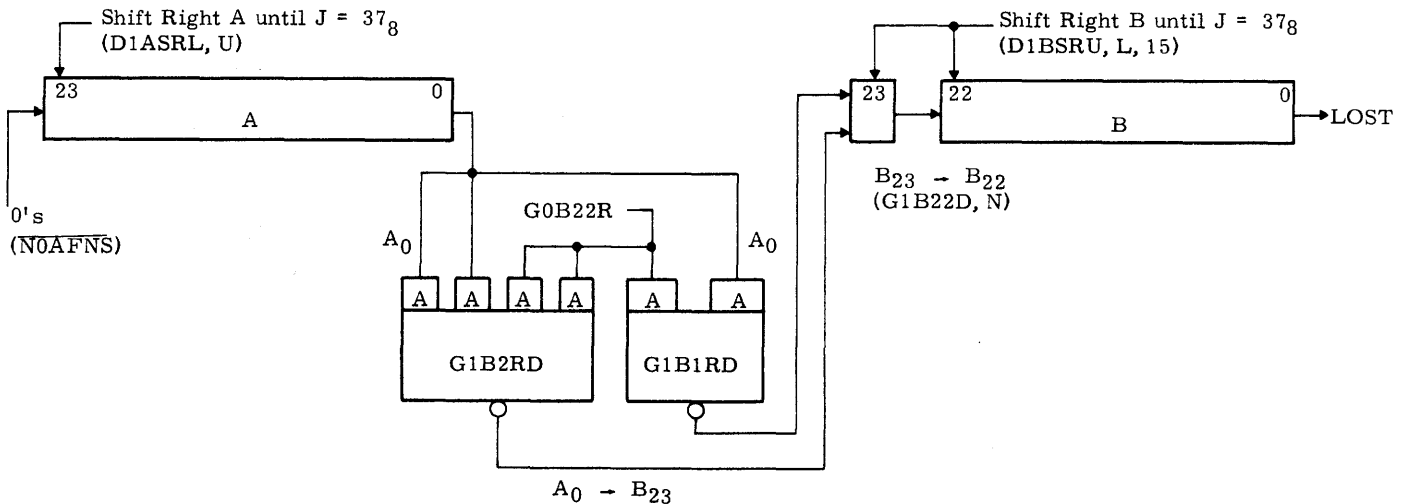 Shift Right A until J = 37₈
(D1ASRL, U)
Shift Right B until J = 37₈
(D1BSRU, L, 15)
23 0
A
23
22 0
B
LOST
B₂₃ → B₂₂
(G1B22D, N)
0's
(N̅0̅A̅F̅N̅S̅)
G0B22R
A₀
A₀
A A A A
A A
G1B2RD
G1B1RD
A₀ → B₂₃